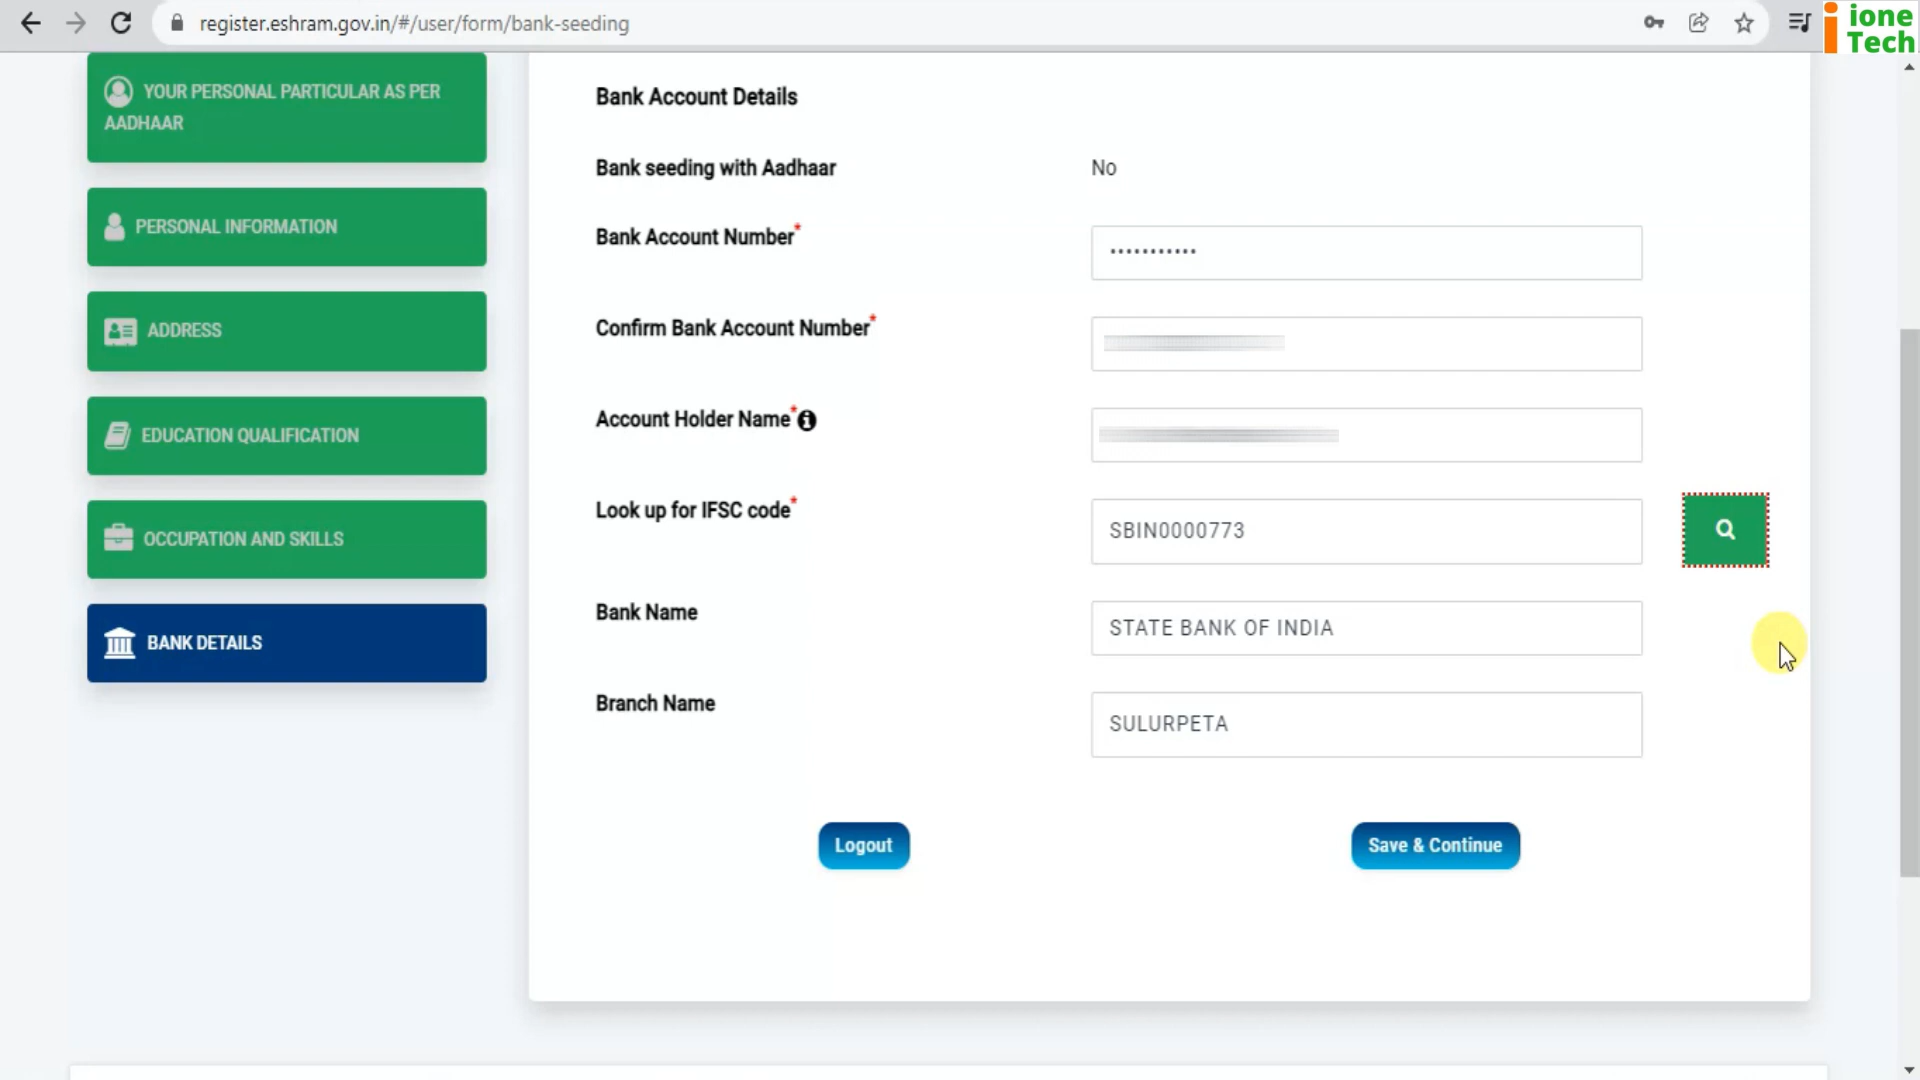 register.eshram.gov.in/#/user/form/bank-seeding
ione
Tech
YOUR PERSONAL PARTICULAR AS PER
AADHAAR
PERSONAL INFORMATION
ADDRESS
EDUCATION QUALIFICATION
OCCUPATION AND SKILLS
BANK DETAILS
Bank Account Details
Bank seeding with Aadhaar No
Bank Account Number* •••••••••••
Confirm Bank Account Number*
Account Holder Name*
Look up for IFSC code* SBIN0000773
Bank Name STATE BANK OF INDIA
Branch Name SULURPETA
Logout Save & Continue